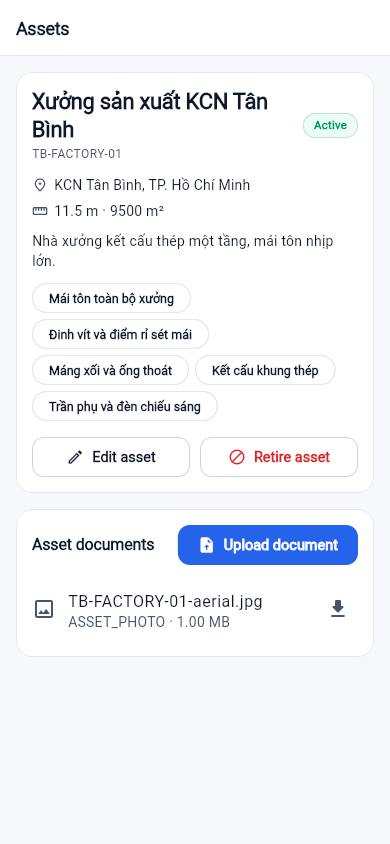 Assets
Xưởng sản xuất KCN Tân
Bình
Active
TB-FACTORY-01
KCN Tân Bình, TP. Hồ Chí Minh
11.5 m · 9500 m²
Nhà xưởng kết cấu thép một tầng, mái tôn nhịp
lớn.
Mái tôn toàn bộ xưởng
Đinh vít và điểm rỉ sét mái
Máng xối và ống thoát
Kết cấu khung thép
Trần phụ và đèn chiếu sáng
Edit asset
Retire asset
Asset documents
Upload document
TB-FACTORY-01-aerial.jpg
ASSET_PHOTO · 1.00 MB